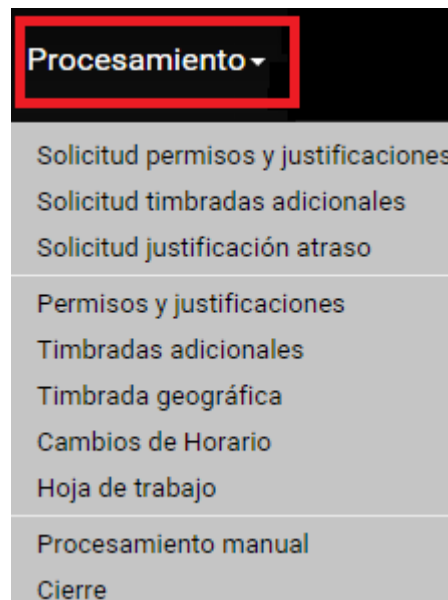 Procesamiento
Solicitud permisos y justificaciones
Solicitud timbradas adicionales
Solicitud justificación atraso
Permisos y justificaciones
Timbradas adicionales
Timbrada geográfica
Cambios de Horario
Hoja de trabajo
Procesamiento manual
Cierre